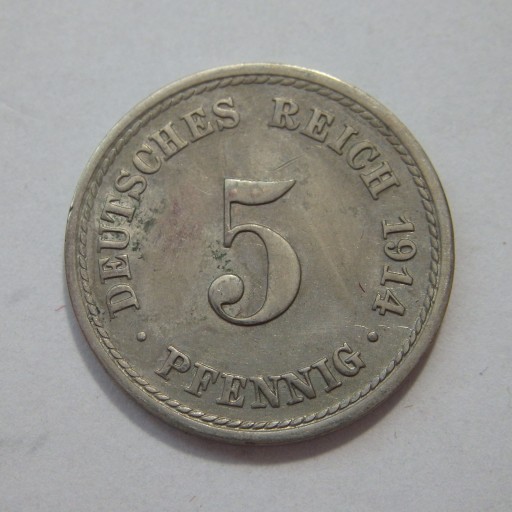 DEUTSCHES REICH 1914
5
· PFENNIG ·